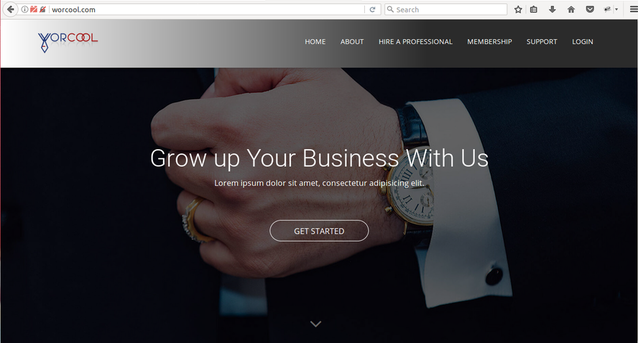 worcool.com
Search
WORCOOL
HOME ABOUT HIRE A PROFESSIONAL MEMBERSHIP SUPPORT LOGIN
Grow up Your Business With Us
Lorem ipsum dolor sit amet, consectetur adipisicing elit.
GET STARTED